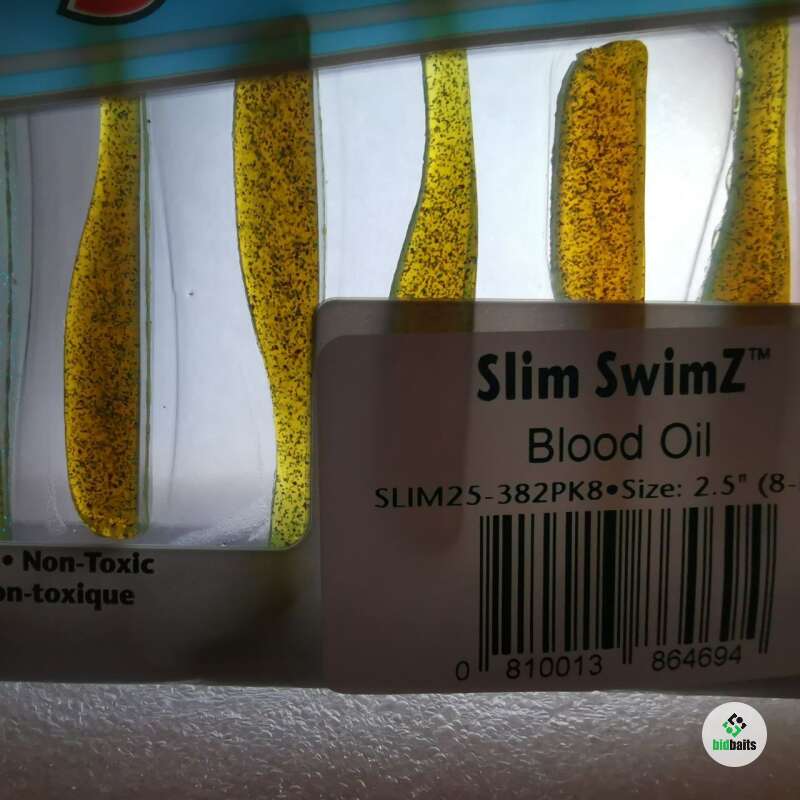 Slim SwimZ™
Blood Oil
SLIM25-382PK8•Size: 2.5" (8-
0 810013 864694
• Non-Toxic
on-toxique
bidbaits